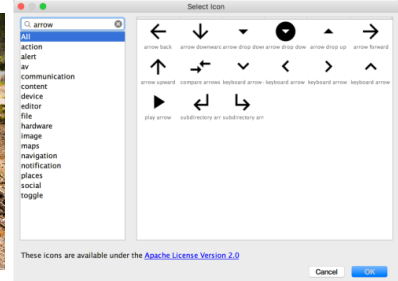 Select Icon
arrow
All
action
alert
av
communication
content
device
editor
file
hardware
image
maps
navigation
notification
places
social
toggle
arrow back arrow downward arrow drop dow arrow drop dow arrow drop up arrow forward
arrow upward compare arrows keyboard arrow keyboard arrow keyboard arrow keyboard arrow
play arrow subdirectory arr subdirectory arr
These icons are available under the Apache License Version 2.0
Cancel OK